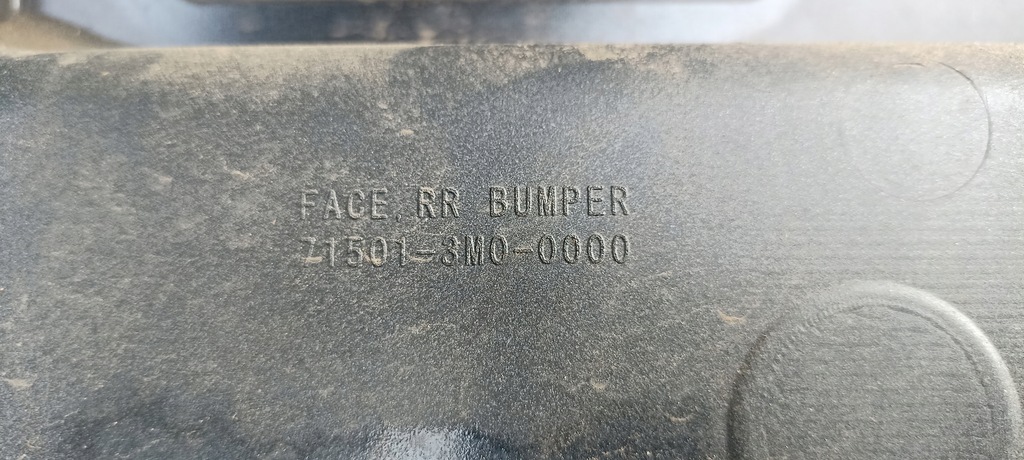 FACE, RR BUMPER
71501-3M0-0000